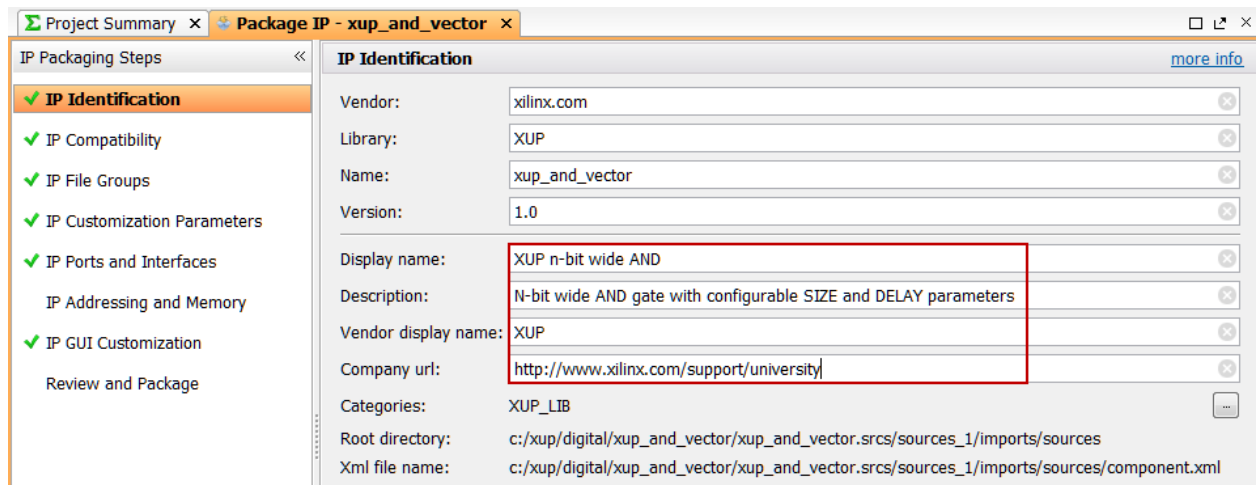 Σ Project Summary × Package IP - xup_and_vector ×
IP Packaging Steps «
IP Identification more info
IP Identification
IP Compatibility
IP File Groups
IP Customization Parameters
IP Ports and Interfaces
IP Addressing and Memory
IP GUI Customization
Review and Package
Vendor: xilinx.com
Library: XUP
Name: xup_and_vector
Version: 1.0
Display name: XUP n-bit wide AND
Description: N-bit wide AND gate with configurable SIZE and DELAY parameters
Vendor display name: XUP
Company url: http://www.xilinx.com/support/university
Categories: XUP_LIB ...
Root directory: c:/xup/digital/xup_and_vector/xup_and_vector.srcs/sources_1/imports/sources
Xml file name: c:/xup/digital/xup_and_vector/xup_and_vector.srcs/sources_1/imports/sources/component.xml